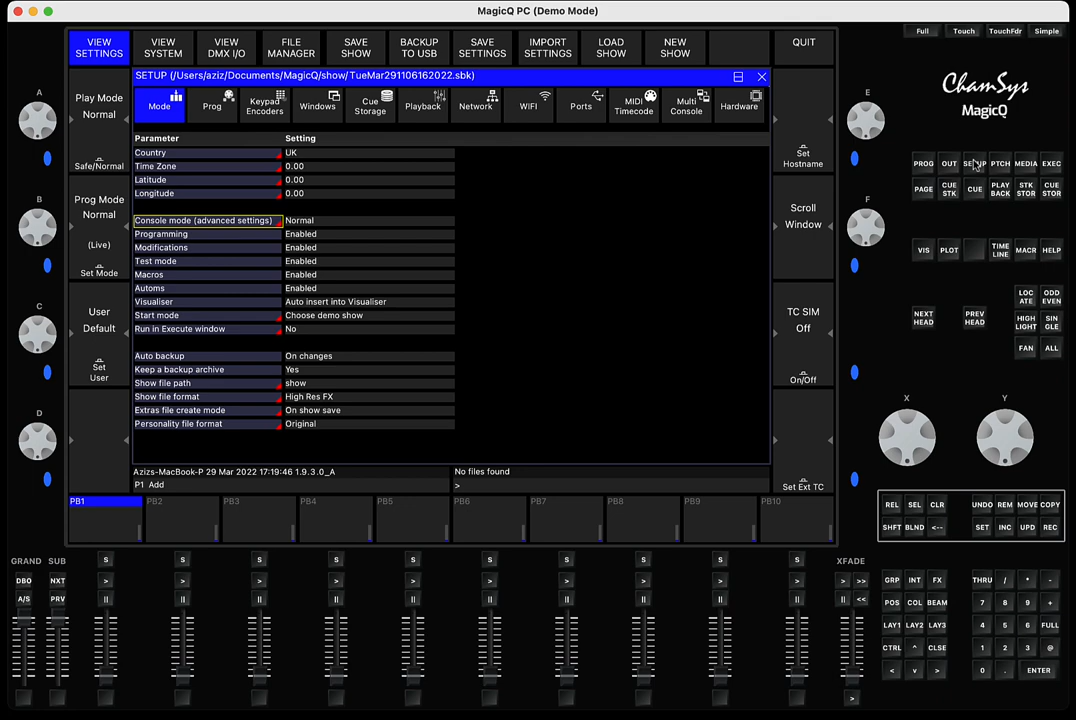 MagicQ PC (Demo Mode)
Full Touch TouchFdr Simple
VIEW SETTINGS
VIEW SYSTEM
VIEW DMX I/O
FILE MANAGER
SAVE SHOW
BACKUP TO USB
SAVE SETTINGS
IMPORT SETTINGS
LOAD SHOW
NEW SHOW
QUIT
SETUP (/Users/aziz/Documents/MagicQ/show/TueMar291106162022.sbk)
Mode
Prog
Keypad Encoders
Windows
Cue Storage
Playback
Network
WIFI
Ports
MIDI Timecode
Multi Console
Hardware
A
Play Mode
Normal
Safe/Normal
B
Prog Mode
Normal
(Live)
Set Mode
C
User
Default
Set
User
D
Parameter Setting
Country UK
Time Zone 0.00
Latitude 0.00
Longitude 0.00
Console mode (advanced settings) Normal
Programming Enabled
Modifications Enabled
Test mode Enabled
Macros Enabled
Automs Enabled
Visualiser Auto insert into Visualiser
Start mode Choose demo show
Run in Execute window No
Auto backup On changes
Keep a backup archive Yes
Show file path show
Show file format High Res FX
Extras file create mode On show save
Personality file format Original
Azizs-MacBook-P 29 Mar 2022 17:19:46 1.9.3.0_A
No files found
P1 Add
>
Set
Hostname
Scroll
Window
TC SIM
Off
On/Off
Set Ext TC
E
F
ChamSys
MagicQ
PROG OUT SETUP PTCH MEDIA EXEC
PAGE CUE STK CUE PLAY BACK STK STOR CUE STOR
VIS PLOT TIME LINE MACR HELP
NEXT HEAD PREV HEAD
LOC ATE ODD EVEN
HIGH LIGHT SIN GLE
FAN ALL
X Y
REL SEL CLR UNDO REM MOVE COPY
SHFT BLND <-- SET INC UPD REC
GRP INT FX THRU / * -
POS COL BEAM 7 8 9 +
LAY1 LAY2 LAY3 4 5 6 FULL
CTRL ^ CLSE 1 2 3 @
< v > 0 . ENTER
PB1 PB2 PB3 PB4 PB5 PB6 PB7 PB8 PB9 PB10
GRAND SUB XFADE
S S S S S S S S S S
DBO NXT > > > > > > > > > > > >>
A/S PRV II II II II II II II II II II II <<
>